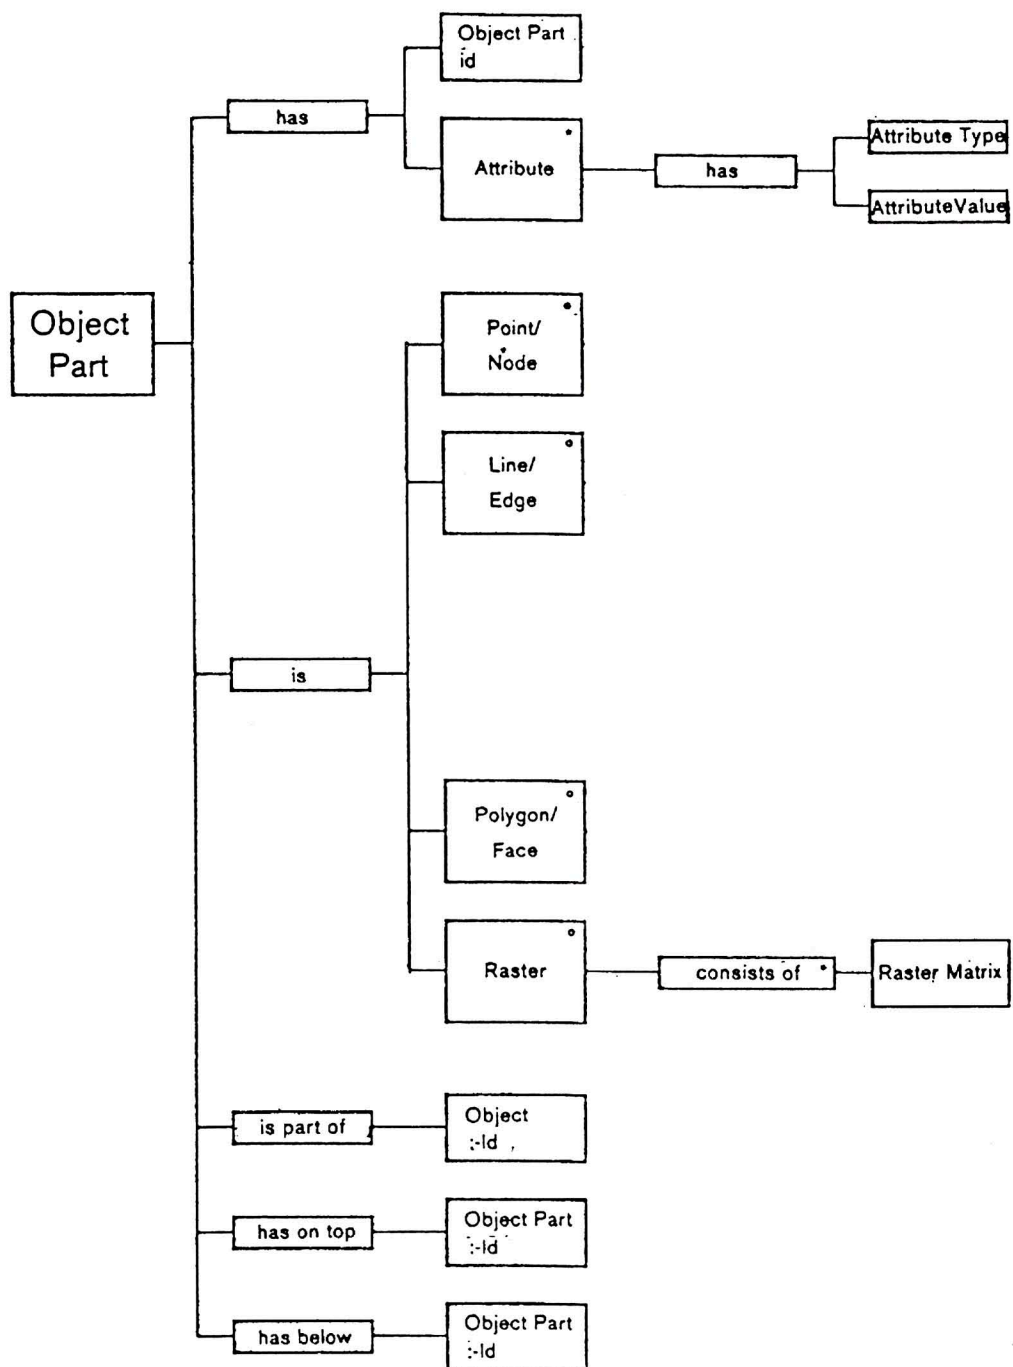 Object Part
id
has
Attribute
*
has
Attribute Type
AttributeValue
Object
Part
Point/
Node
Line/
Edge
is
Polygon/
Face
Raster
consists of *
Raster Matrix
is part of
Object
:-Id
has on top
Object Part
:-Id
has below
Object Part
:-Id